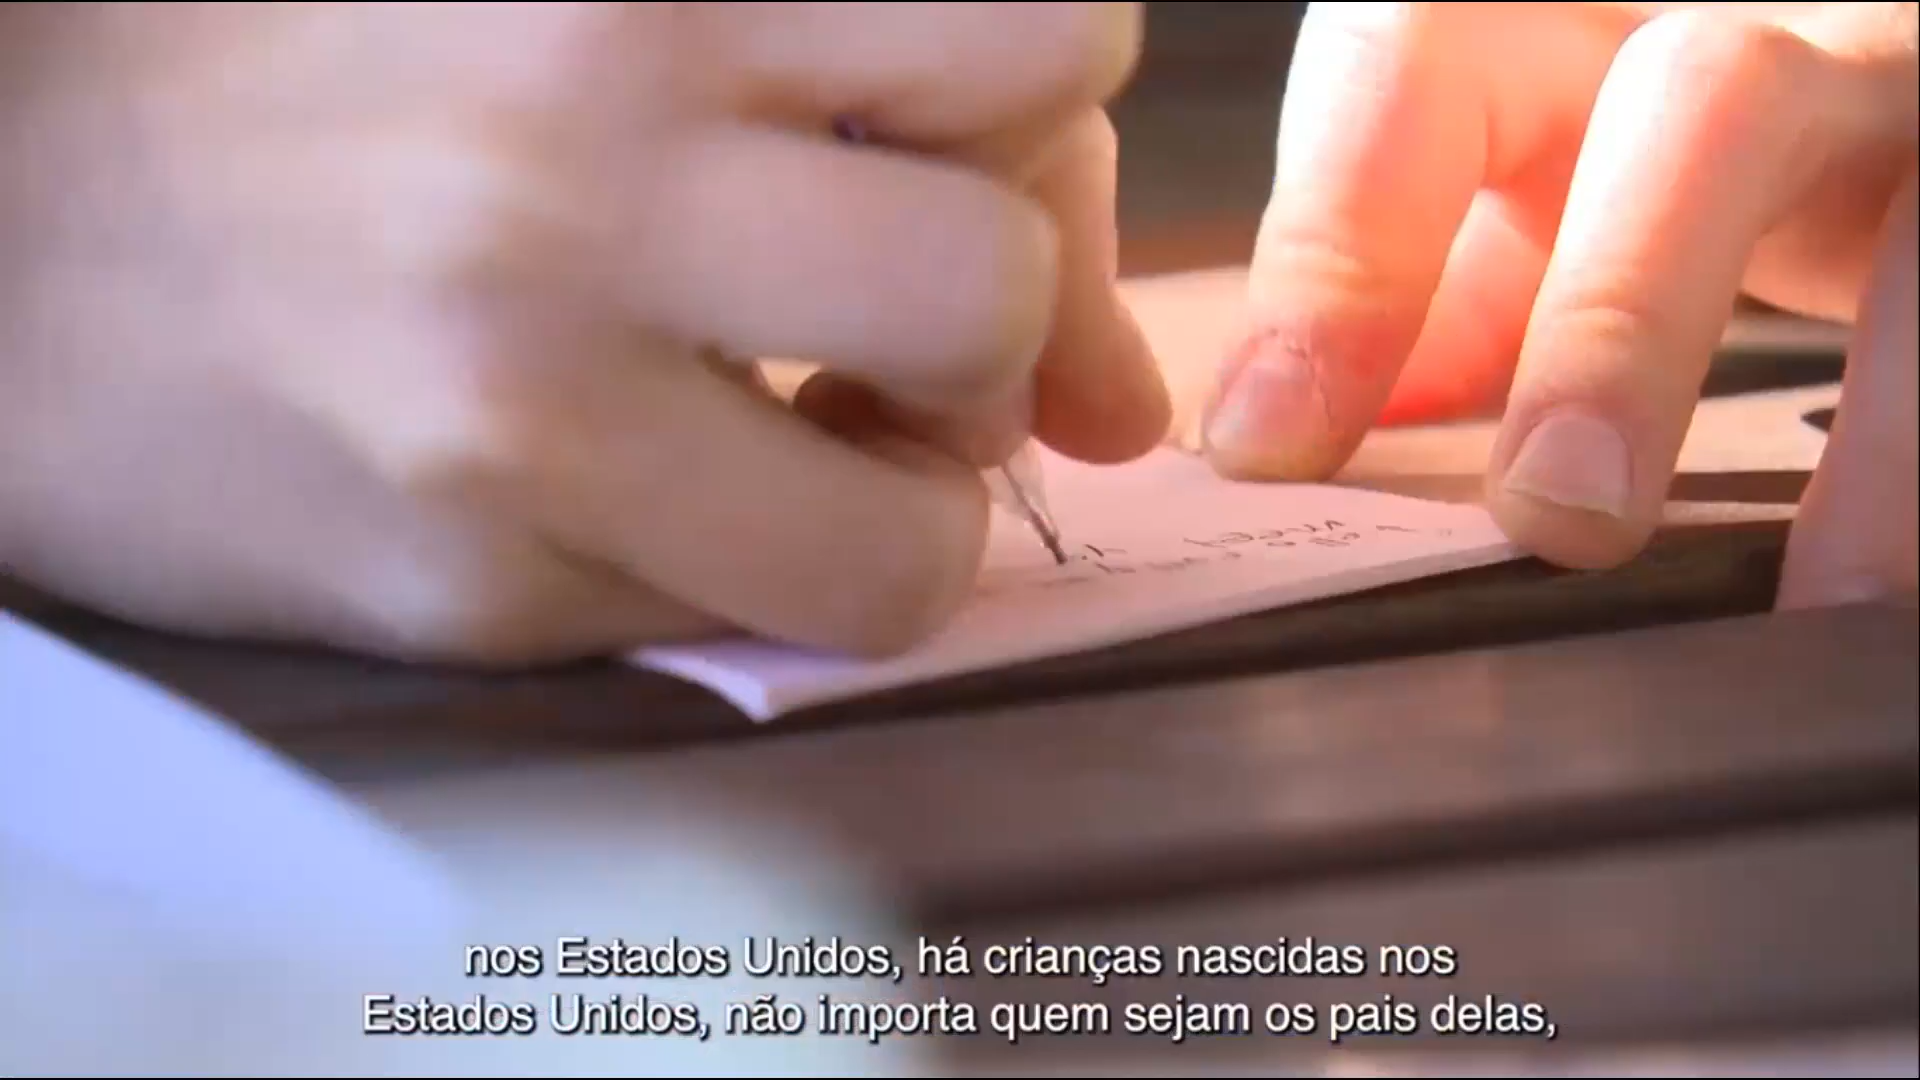 nos Estados Unidos, há crianças nascidas nos
Estados Unidos, não importa quem sejam os pais delas,